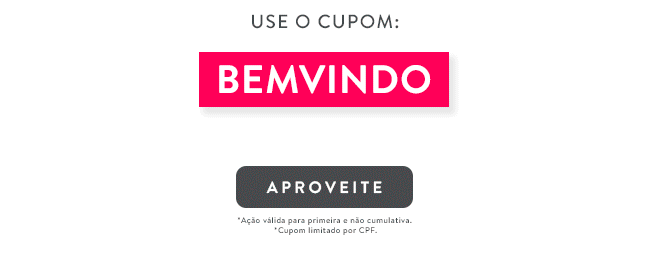 USE O CUPOM:
BEMVINDO
APROVEITE
*Ação válida para primeira e não cumulativa.
*Cupom limitado por CPF.